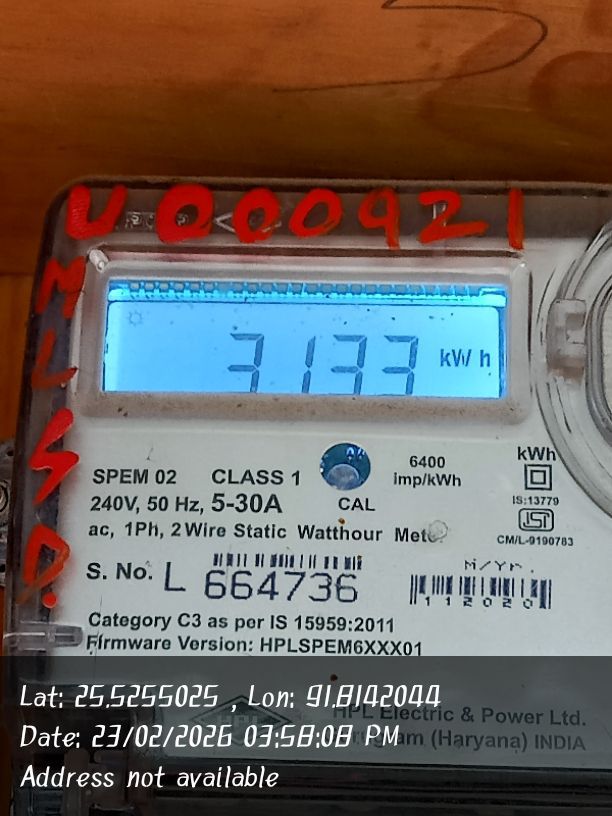 U000921
MLSD.
3133 kWh
SPEM 02 CLASS 1 6400 imp/kWh kWh
240V, 50 Hz, 5-30A CAL IS:13779
ac, 1Ph, 2 Wire Static Watthour Meter
CM/L-9190783
S. No. L 664736 M/Yr. 112020
Category C3 as per IS 15959:2011
Firmware Version: HPLSPEM6XXX01
HPL Electric & Power Ltd.
(Haryana) INDIA
Lat: 25.5255025 , Lon: 91.8142044
Date: 23/02/2026 03:58:08 PM
Address not available